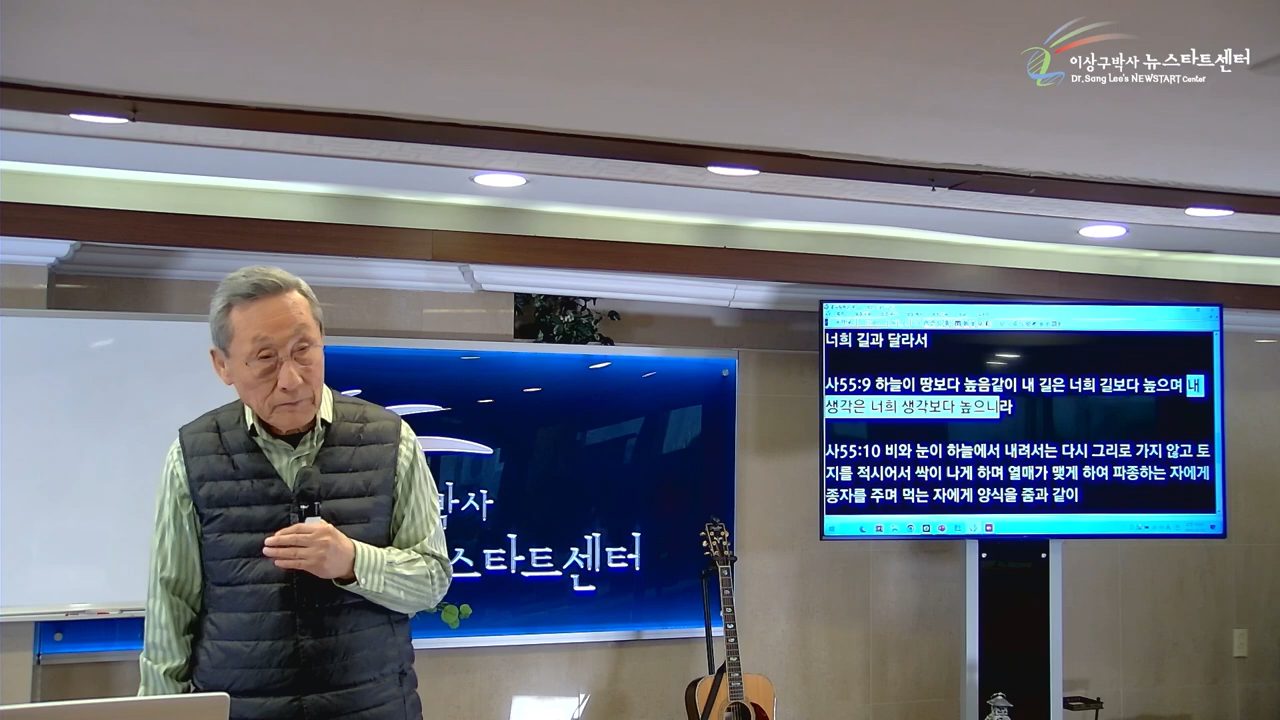 이상구박사 뉴스타트센터
Dr. Sang Lee's NEWSTART Center
너희 길과 달라서
사55:9 하늘이 땅보다 높음같이 내 길은 너희 길보다 높으며 내
생각은 너희 생각보다 높으니라
사55:10 비와 눈이 하늘에서 내려서는 다시 그리로 가지 않고 토
지를 적시어서 싹이 나게 하며 열매가 맺게 하여 파종하는 자에게
종자를 주며 먹는 자에게 양식을 줌과 같이
박사
스타트센터